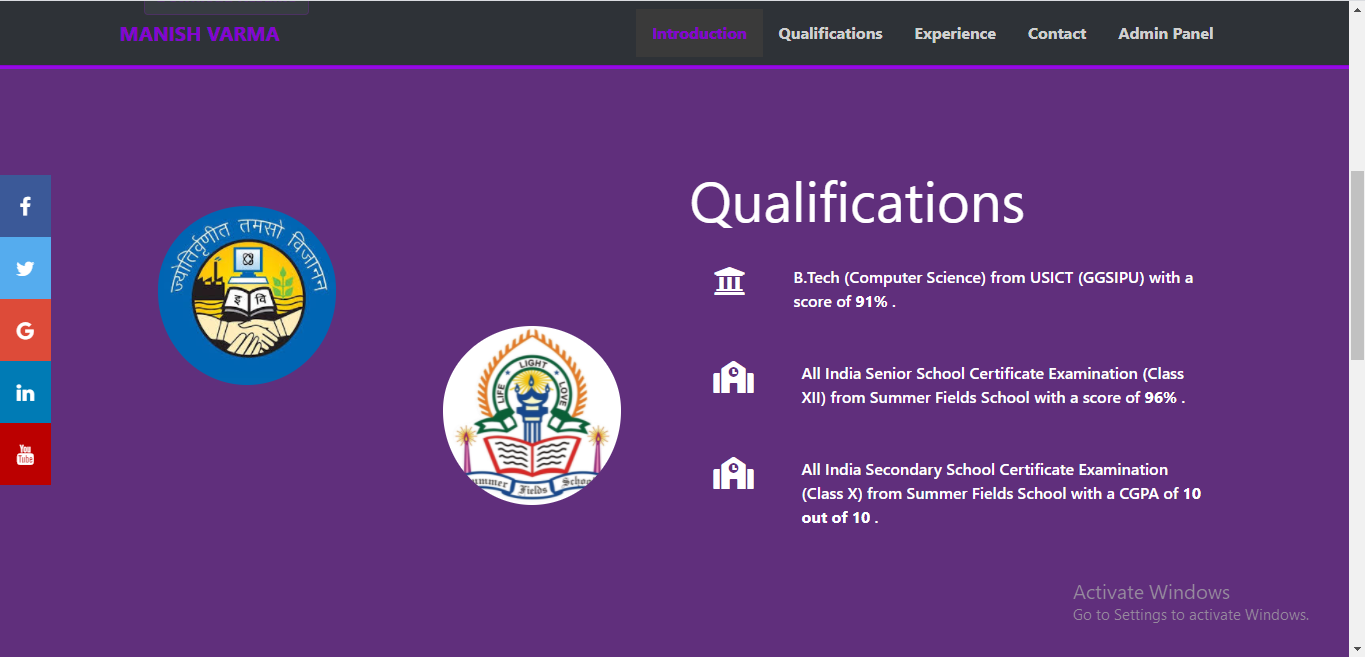 MANISH VARMA
Introduction
Qualifications
Experience
Contact
Admin Panel
Qualifications
B.Tech (Computer Science) from USICT (GGSIPU) with a
score of 91% .
All India Senior School Certificate Examination (Class
XII) from Summer Fields School with a score of 96% .
All India Secondary School Certificate Examination
(Class X) from Summer Fields School with a CGPA of 10
out of 10 .
ज्योतिर्वृणीत तमसो विजानन
इ वि
LIFE LIGHT LOVE
ummer Fields Schoo
f
G
in
You
Tube
Activate Windows
Go to Settings to activate Windows.